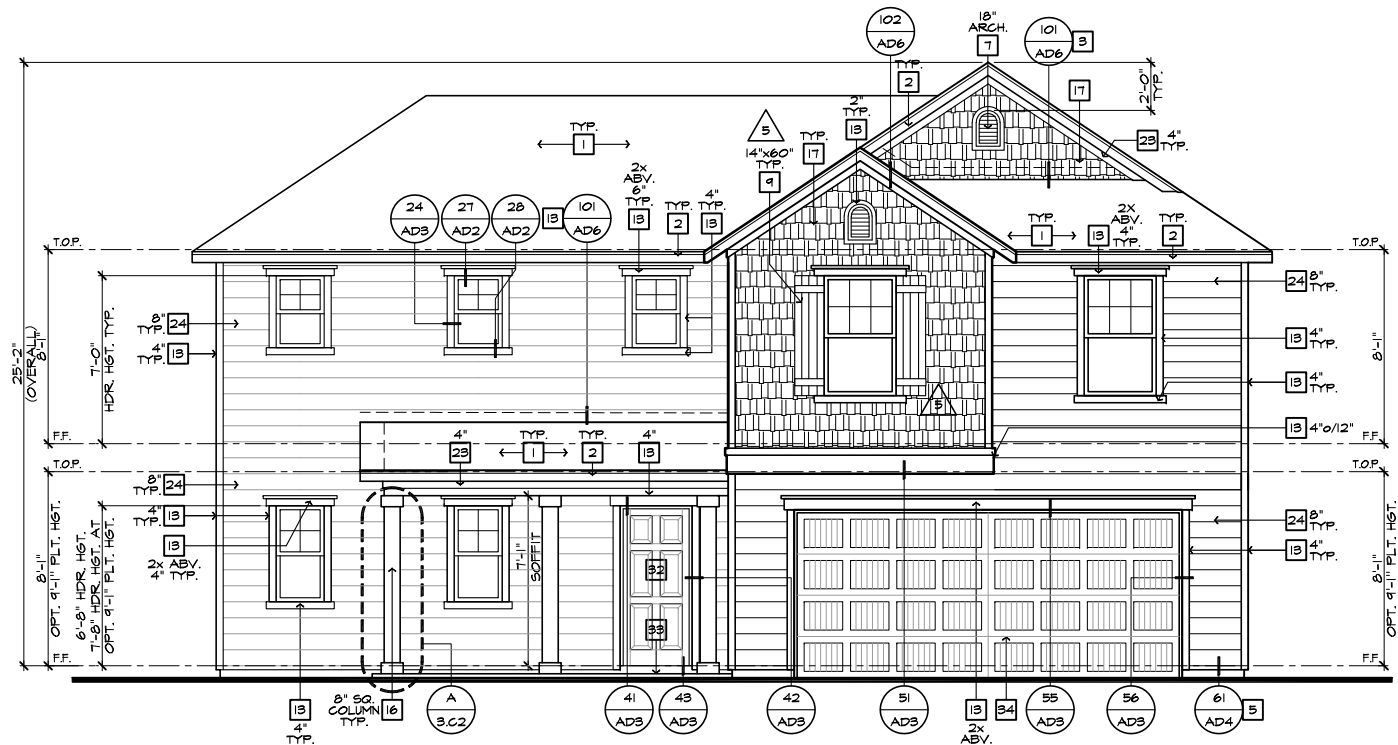 102
AD6
18"
ARCH.
7
101
AD6
3
TYP.
2
2'-0"
TYP.
17
2"
TYP.
13
5
TYP.
17
TYP.
1
23
4"
TYP.
14"x60"
TYP.
9
2x
ABV.
6"
TYP.
13
4"
TYP.
13
24
AD3
27
AD2
28
AD2
13
101
AD6
TYP.
2
TYP.
1
2x
ABV.
4"
TYP.
13
TYP.
2
T.O.P.
T.O.P.
24
8"
TYP.
8"
TYP.
24
4"
TYP.
13
13
4"
TYP.
13
4"
TYP.
25'-2"
(OVERALL)
8'-1"
7'-0"
HDR. HGT. TYP.
8'-1"
5
13
4"o/12"
F.F.
F.F.
T.O.P.
T.O.P.
4"
23
TYP.
1
TYP.
2
4"
13
8"
TYP.
24
4"
TYP.
13
13
2x ABV.
4" TYP.
24
8"
TYP.
13
4"
TYP.
8'-1"
OPT. 9'-1" PLT. HGT.
6'-8" HDR. HGT.
7'-8" HDR. HGT. AT
OPT. 9'-1" PLT. HGT.
7'-1"
SOFFIT
32
33
8'-1"
OPT. 9'-1" PLT. HGT.
F.F.
F.F.
13
4"
TYP.
8" SQ.
COLUMN
TYP.
16
A
3.C2
41
AD3
43
AD3
42
AD3
51
AD3
13
2x
ABV.
34
55
AD3
56
AD3
61
AD4
5